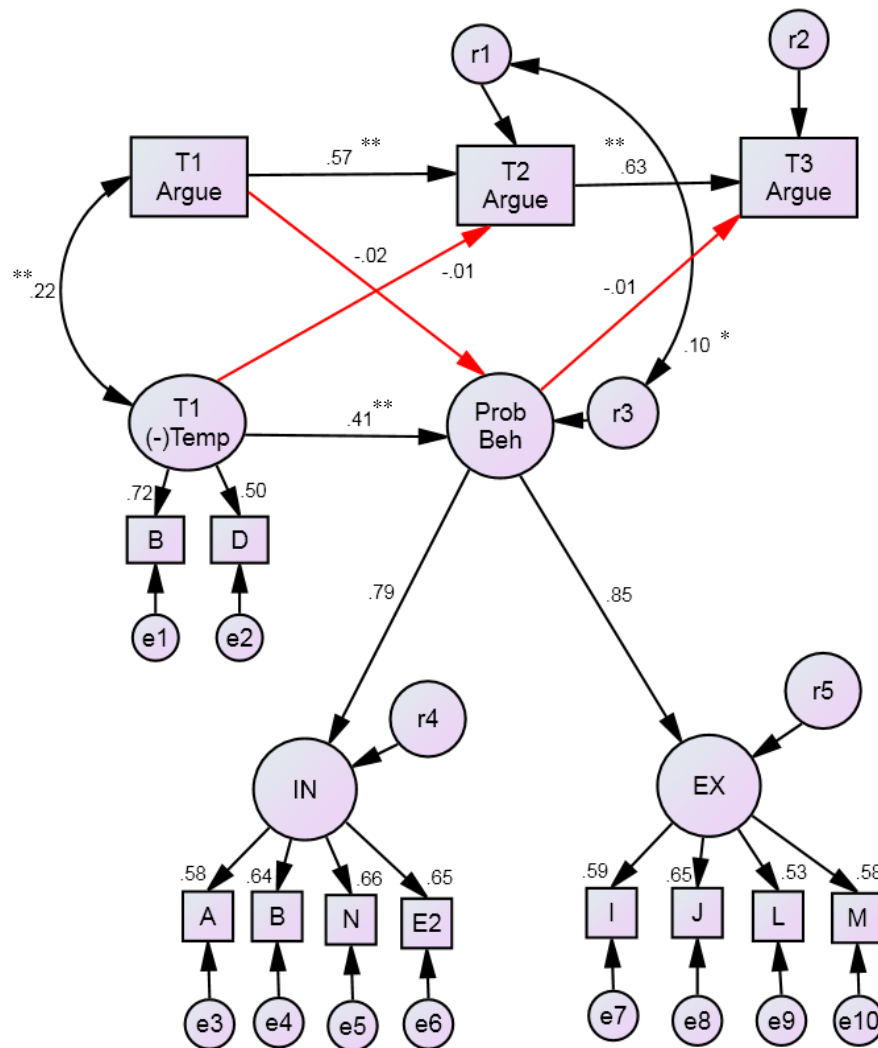 r1
r2
T1
Argue
.57
**
T2
Argue
**
.63
T3
Argue
-.02
-.01
-.01
**
.22
.10 *
T1
(-)Temp
.41
**
Prob
Beh
r3
.72
.50
B
D
e1
e2
.79
.85
r4
r5
IN
EX
.58
.64
.66
.65
.59
.65
.53
.58
A
B
N
E2
I
J
L
M
e3
e4
e5
e6
e7
e8
e9
e10